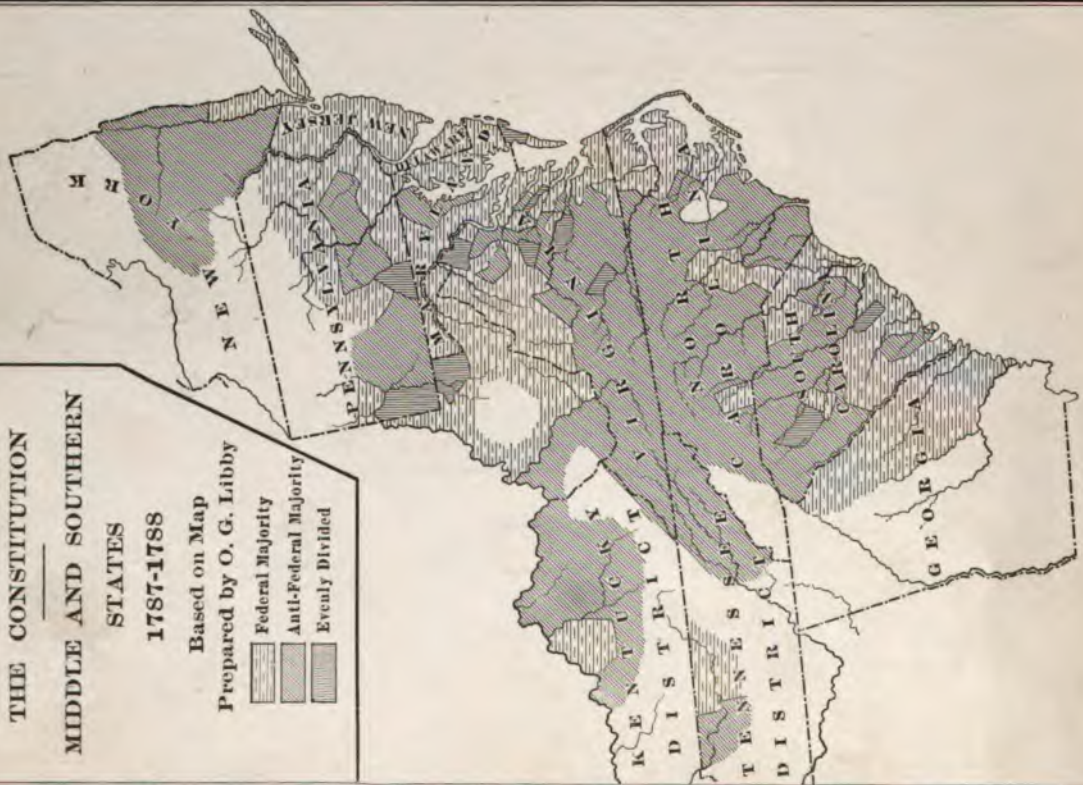 THE CONSTITUTION
MIDDLE AND SOUTHERN
STATES
1787-1788
Based on Map
Prepared by O. G. Libby
Federal Majority
Anti-Federal Majority
Evenly Divided
NEW YORK
PENNSYLVANIA
NEW JERSEY
MARYLAND
VIRGINIA
NORTH
CAROLINA
SOUTH
CAROLINA
GEORGIA
KENTUCKY
DISTRICT
TENNESSEE
DISTRICT